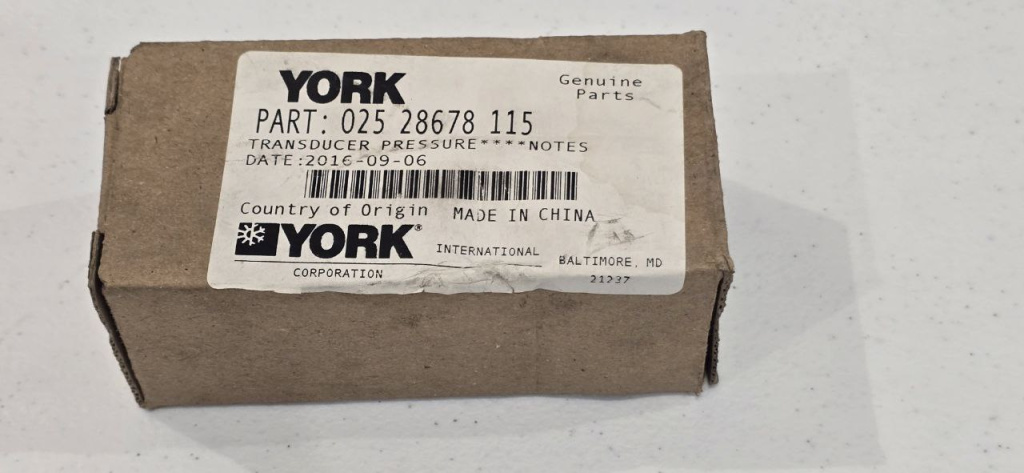 YORK
Genuine
Parts
PART: 025 28678 115
TRANSDUCER PRESSURE****NOTES
DATE:2016-09-06
Country of Origin MADE IN CHINA
YORK® INTERNATIONAL BALTIMORE, MD
CORPORATION 21237